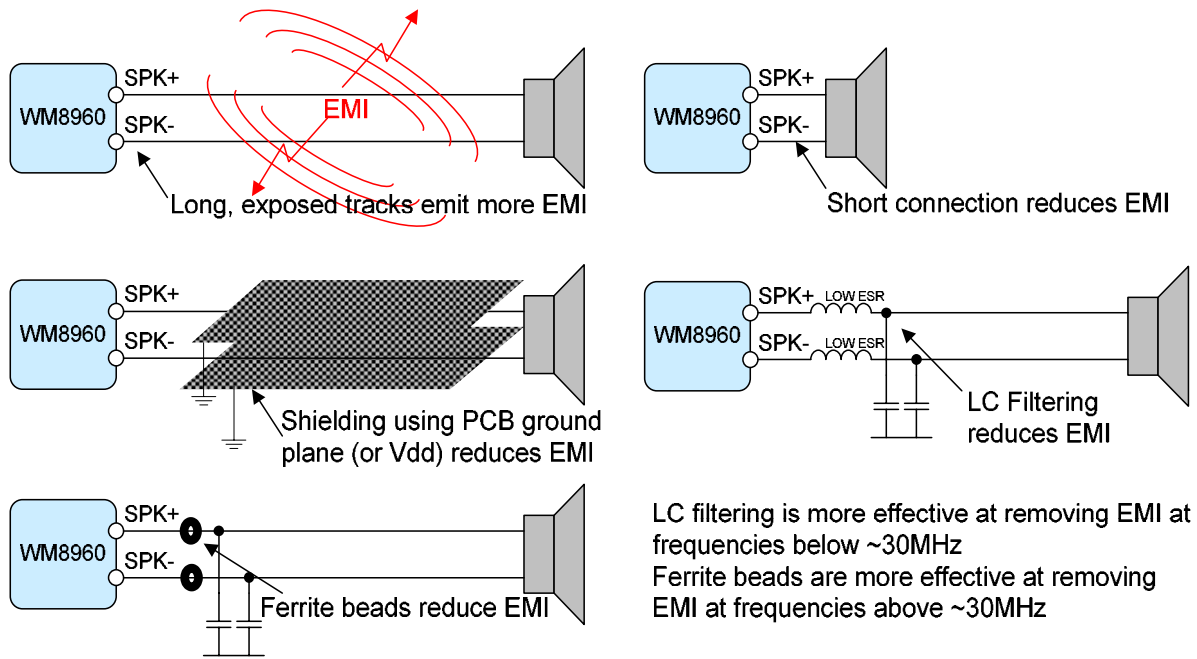 SPK+
WM8960
SPK-
EMI
Long, exposed tracks emit more EMI
SPK+
WM8960
SPK-
Short connection reduces EMI
SPK+
WM8960
SPK-
Shielding using PCB ground
plane (or Vdd) reduces EMI
SPK+
LOW ESR
WM8960
SPK-
LOW ESR
LC Filtering
reduces EMI
SPK+
WM8960
SPK-
Ferrite beads reduce EMI
LC filtering is more effective at removing EMI at
frequencies below ~30MHz
Ferrite beads are more effective at removing
EMI at frequencies above ~30MHz